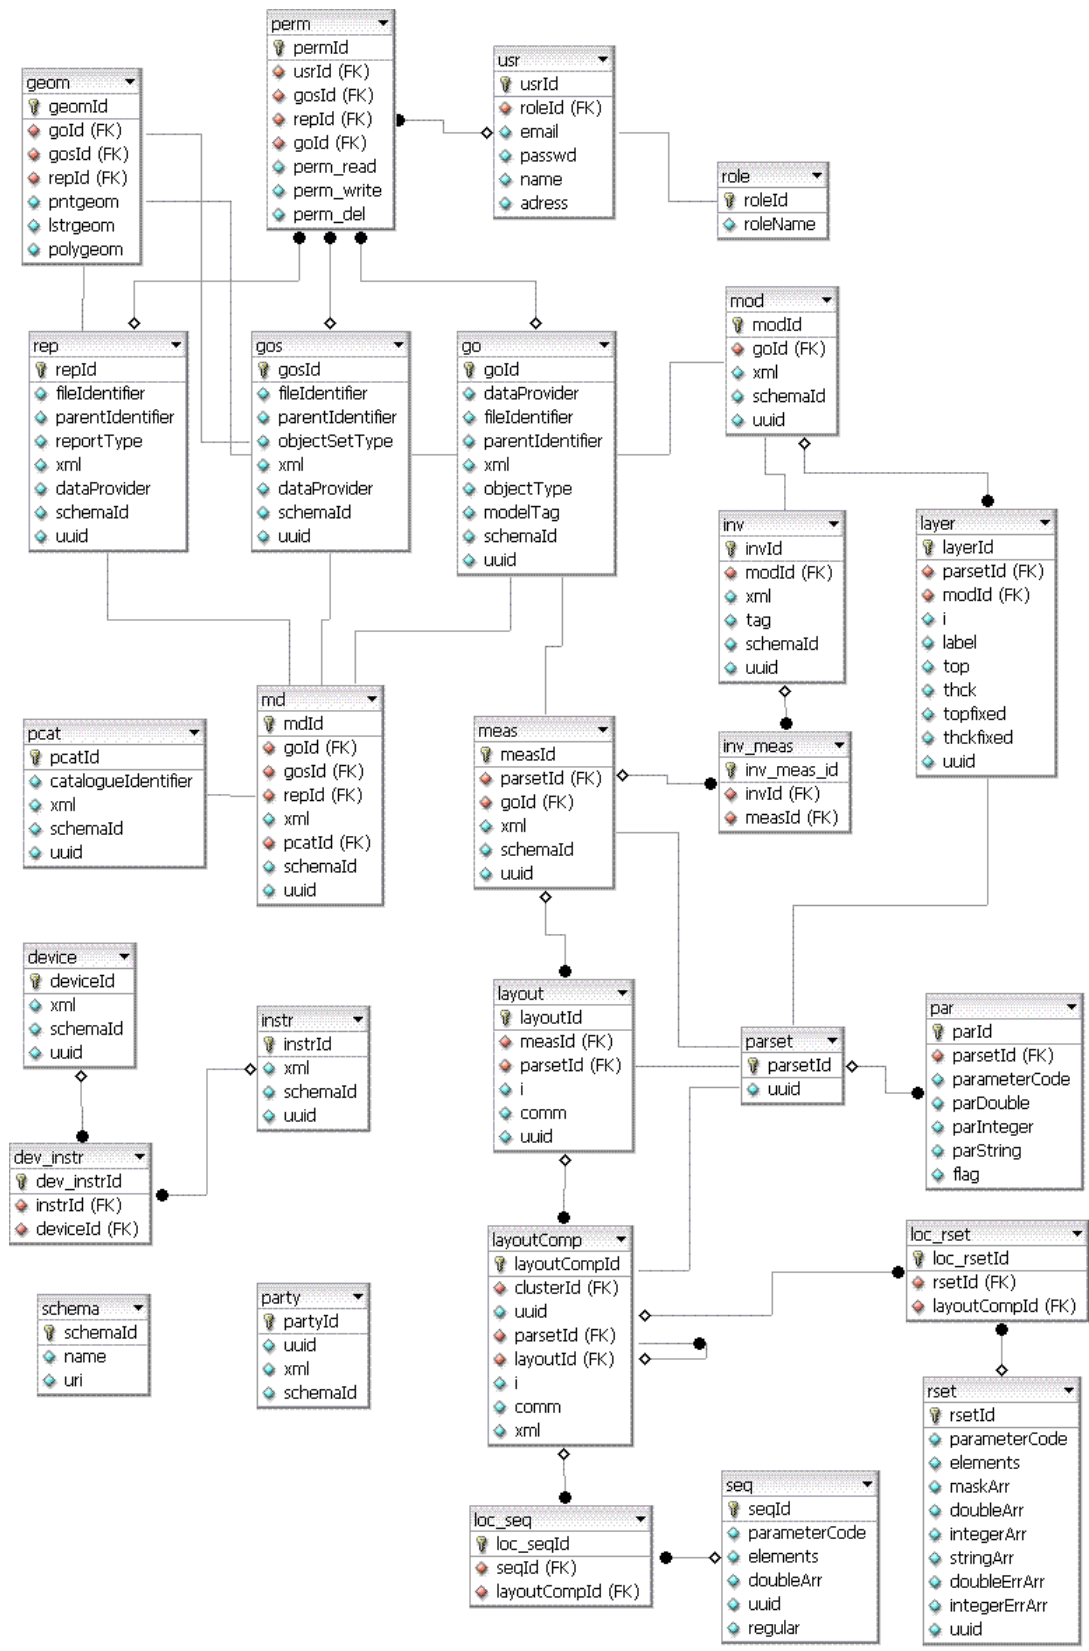 perm
permId
usrId (FK)
gosId (FK)
repId (FK)
goId (FK)
perm_read
perm_write
perm_del
usr
usrId
roleId (FK)
email
passwd
name
adress
geom
geomId
goId (FK)
gosId (FK)
repId (FK)
pntgeom
lstrgeom
polygeom
role
roleId
roleName
rep
repId
fileIdentifier
parentIdentifier
reportType
xml
dataProvider
schemaId
uuid
gos
gosId
fileIdentifier
parentIdentifier
objectSetType
xml
dataProvider
schemaId
uuid
go
goId
dataProvider
fileIdentifier
parentIdentifier
xml
objectType
modelTag
schemaId
uuid
mod
modId
goId (FK)
xml
schemaId
uuid
inv
invId
modId (FK)
xml
tag
schemaId
uuid
layer
layerId
parsetId (FK)
modId (FK)
i
label
top
thck
topfixed
thckfixed
uuid
pcat
pcatId
catalogueIdentifier
xml
schemaId
uuid
md
mdId
goId (FK)
gosId (FK)
repId (FK)
xml
pcatId (FK)
schemaId
uuid
meas
measId
parsetId (FK)
goId (FK)
xml
schemaId
uuid
inv_meas
inv_meas_id
invId (FK)
measId (FK)
device
deviceId
xml
schemaId
uuid
instr
instrId
xml
schemaId
uuid
layout
layoutId
measId (FK)
parsetId (FK)
i
comm
uuid
parset
parsetId
uuid
par
parId
parsetId (FK)
parameterCode
parDouble
parInteger
parString
flag
dev_instr
dev_instrId
instrId (FK)
deviceId (FK)
schema
schemaId
name
uri
party
partyId
uuid
xml
schemaId
layoutComp
layoutCompId
clusterId (FK)
uuid
parsetId (FK)
layoutId (FK)
i
comm
xml
loc_rset
loc_rsetId
rsetId (FK)
layoutCompId (FK)
rset
rsetId
parameterCode
elements
maskArr
doubleArr
integerArr
stringArr
doubleErrArr
integerErrArr
uuid
loc_seq
loc_seqId
seqId (FK)
layoutCompId (FK)
seq
seqId
parameterCode
elements
doubleArr
uuid
regular